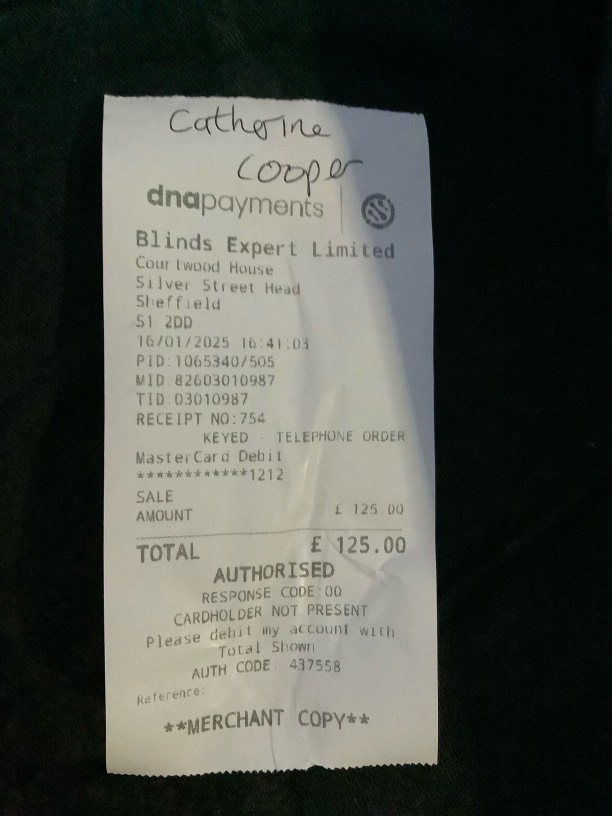 Catherine
Cooper
dnapayments
Blinds Expert Limited
Courtwood House
Silver Street Head
Sheffield
S1 2DD
16/01/2025 16:41:03
PID:1065340/505
MID:82603010987
TID:03010987
RECEIPT NO:754
KEYED - TELEPHONE ORDER
MasterCard Debit
************1212
SALE
AMOUNT £ 125.00
TOTAL £ 125.00
AUTHORISED
RESPONSE CODE:00
CARDHOLDER NOT PRESENT
Please debit my account with
Total Shown
AUTH CODE: 437558
Reference:
**MERCHANT COPY**